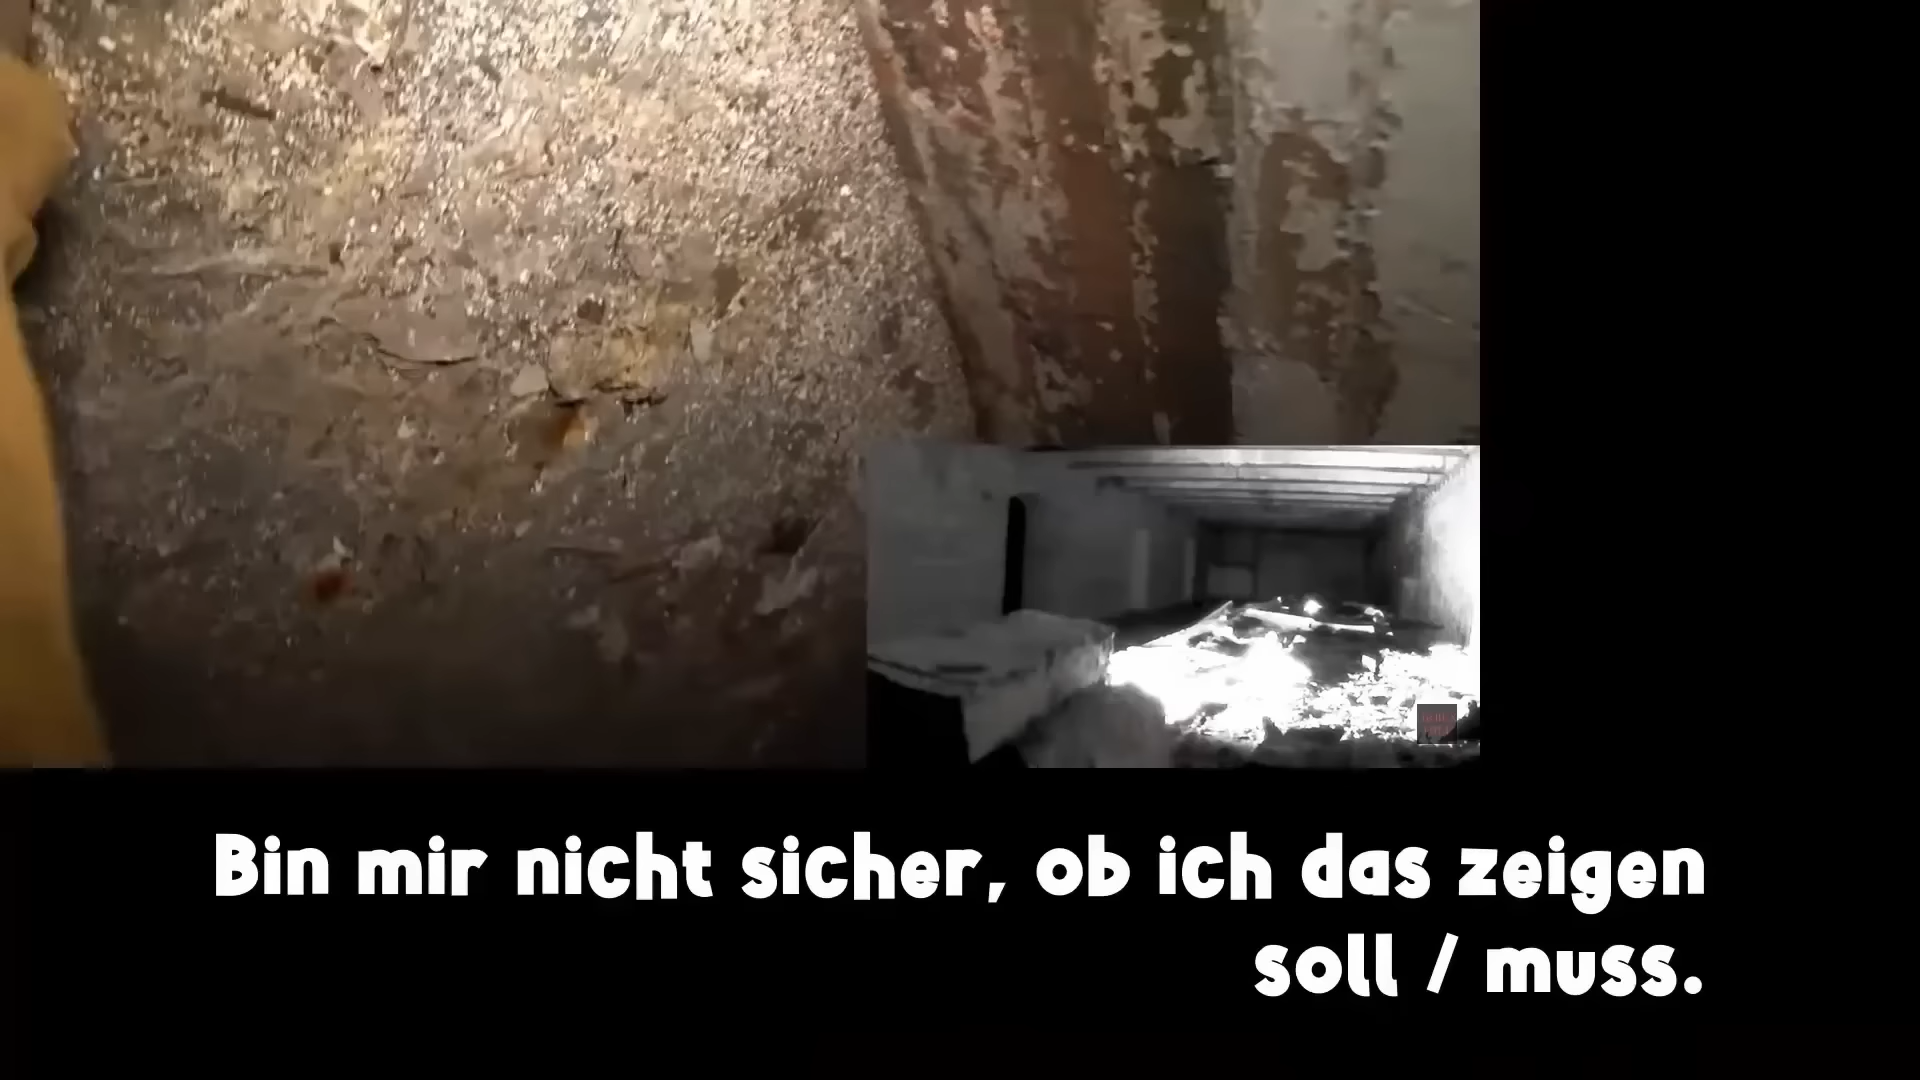 Bin mir nicht sicher, ob ich das zeigen
soll / muss.